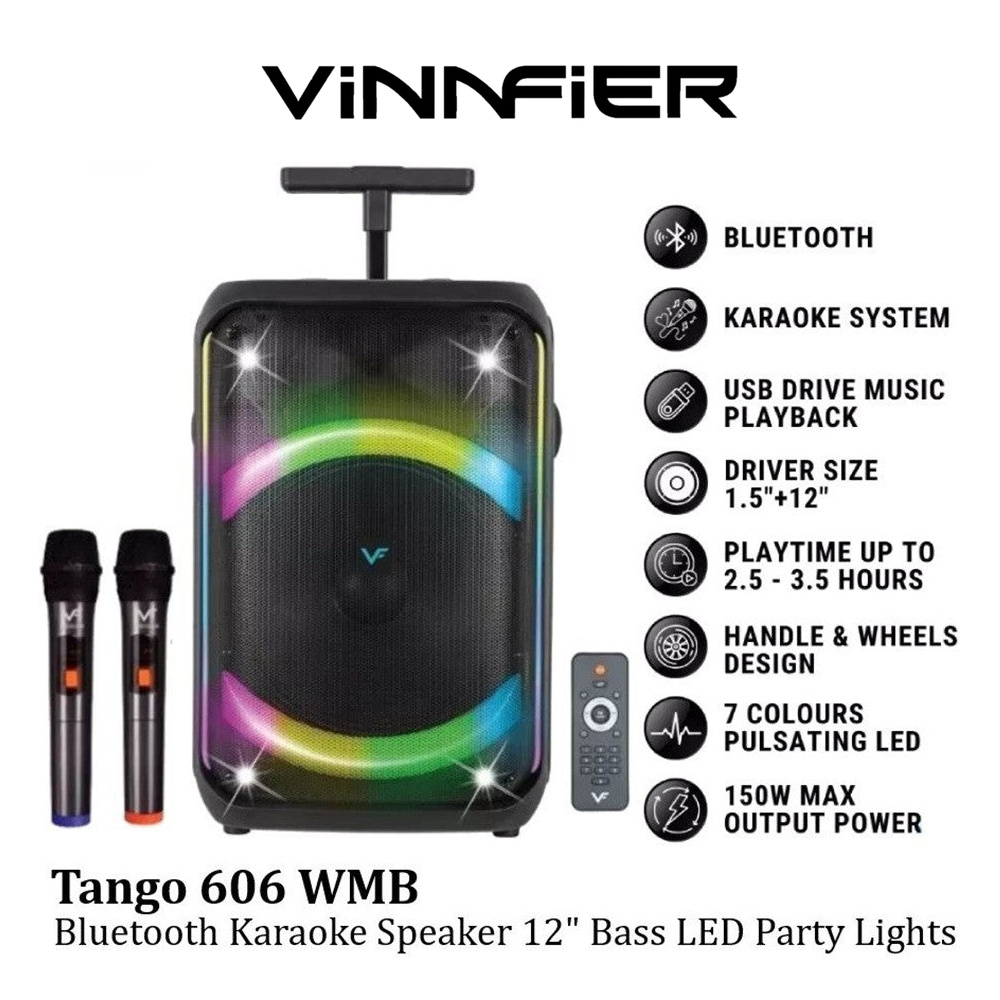 ViNNFiER
BLUETOOTH
KARAOKE SYSTEM
USB DRIVE MUSIC
PLAYBACK
DRIVER SIZE
1.5"+12"
PLAYTIME UP TO
2.5 - 3.5 HOURS
HANDLE & WHEELS
DESIGN
7 COLOURS
PULSATING LED
150W MAX
OUTPUT POWER
VF
VF
Tango 606 WMB
Bluetooth Karaoke Speaker 12" Bass LED Party Lights